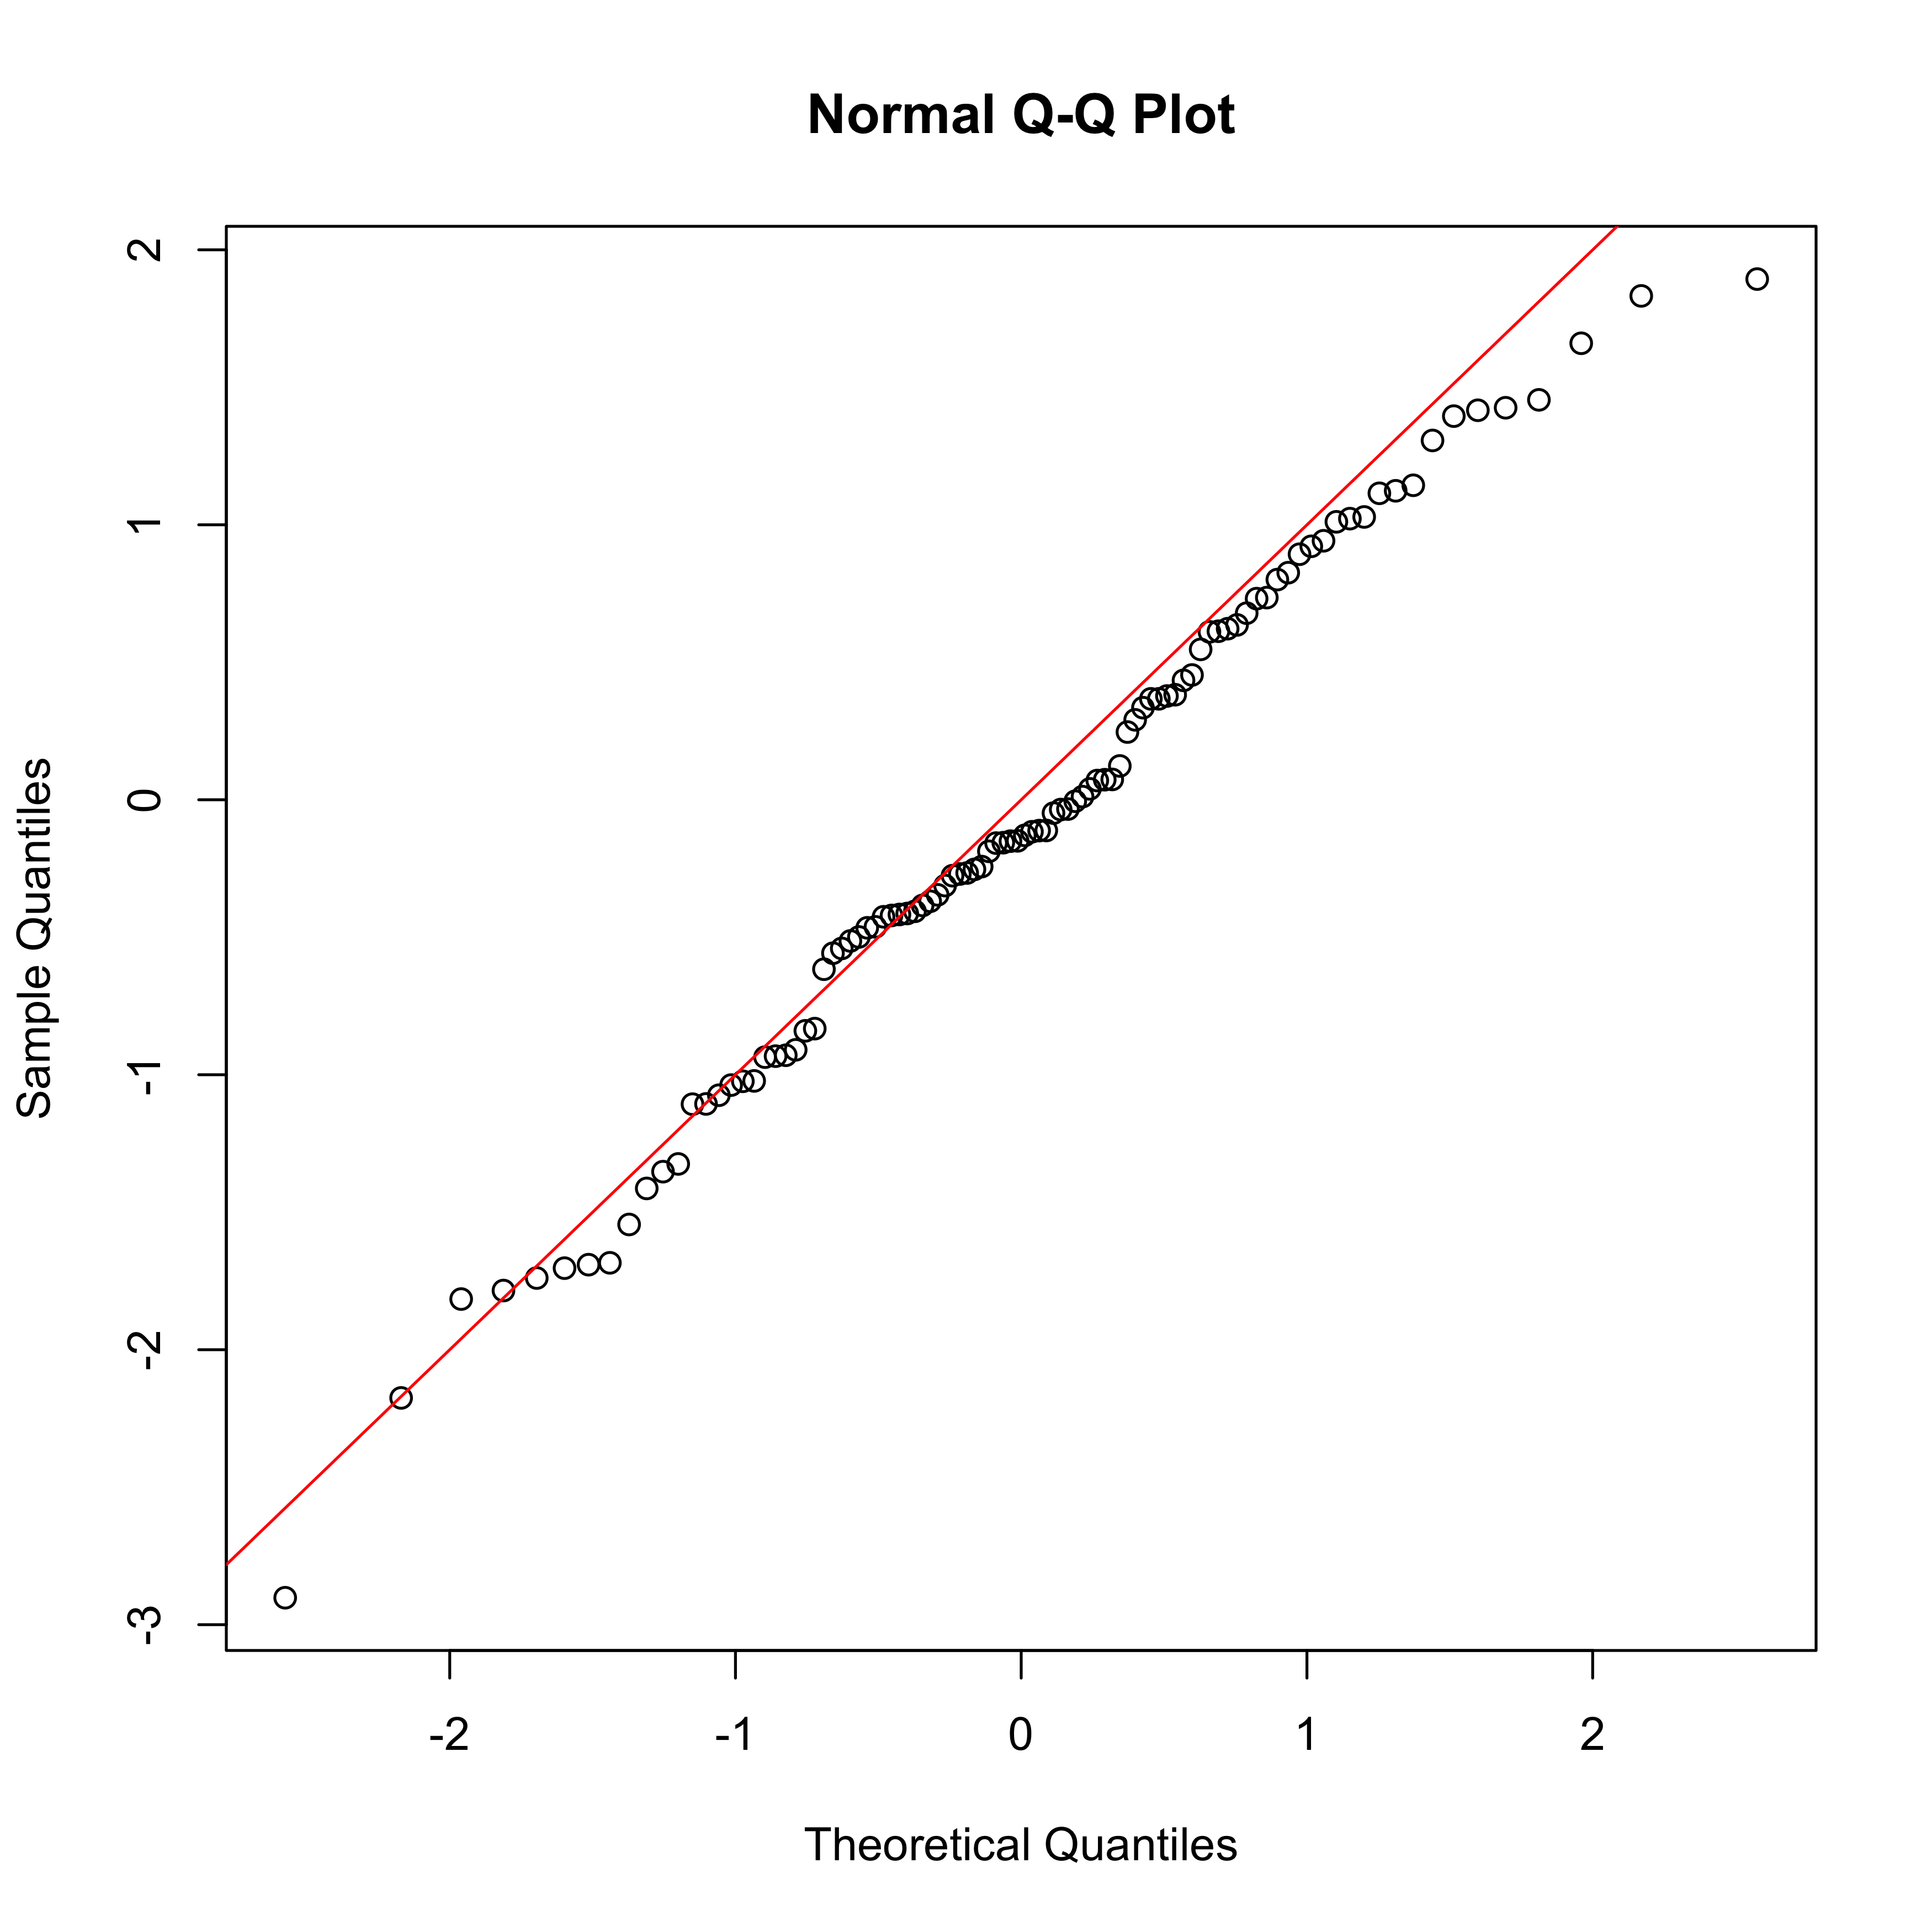 Normal Q-Q Plot
Sample Quantiles
2
1
0
-1
-2
-3
-2 -1 0 1 2
Theoretical Quantiles